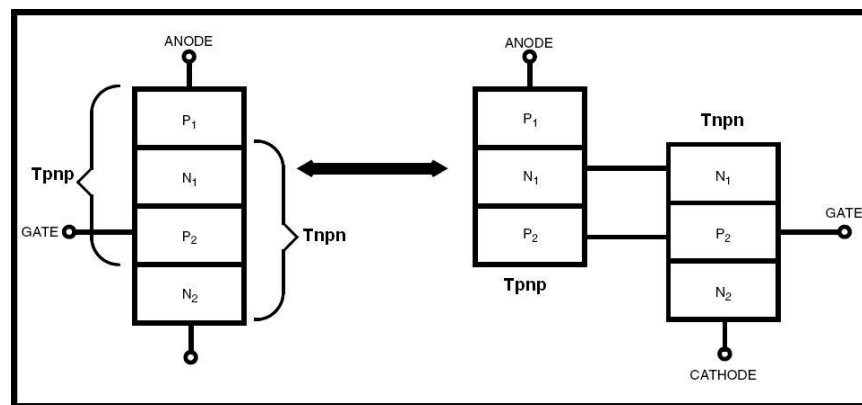 ANODE
P₁
N₁
P₂
N₂
Tpnp
GATE
Tnpn
ANODE
P₁
N₁
P₂
Tpnp
Tnpn
N₁
P₂
N₂
GATE
CATHODE